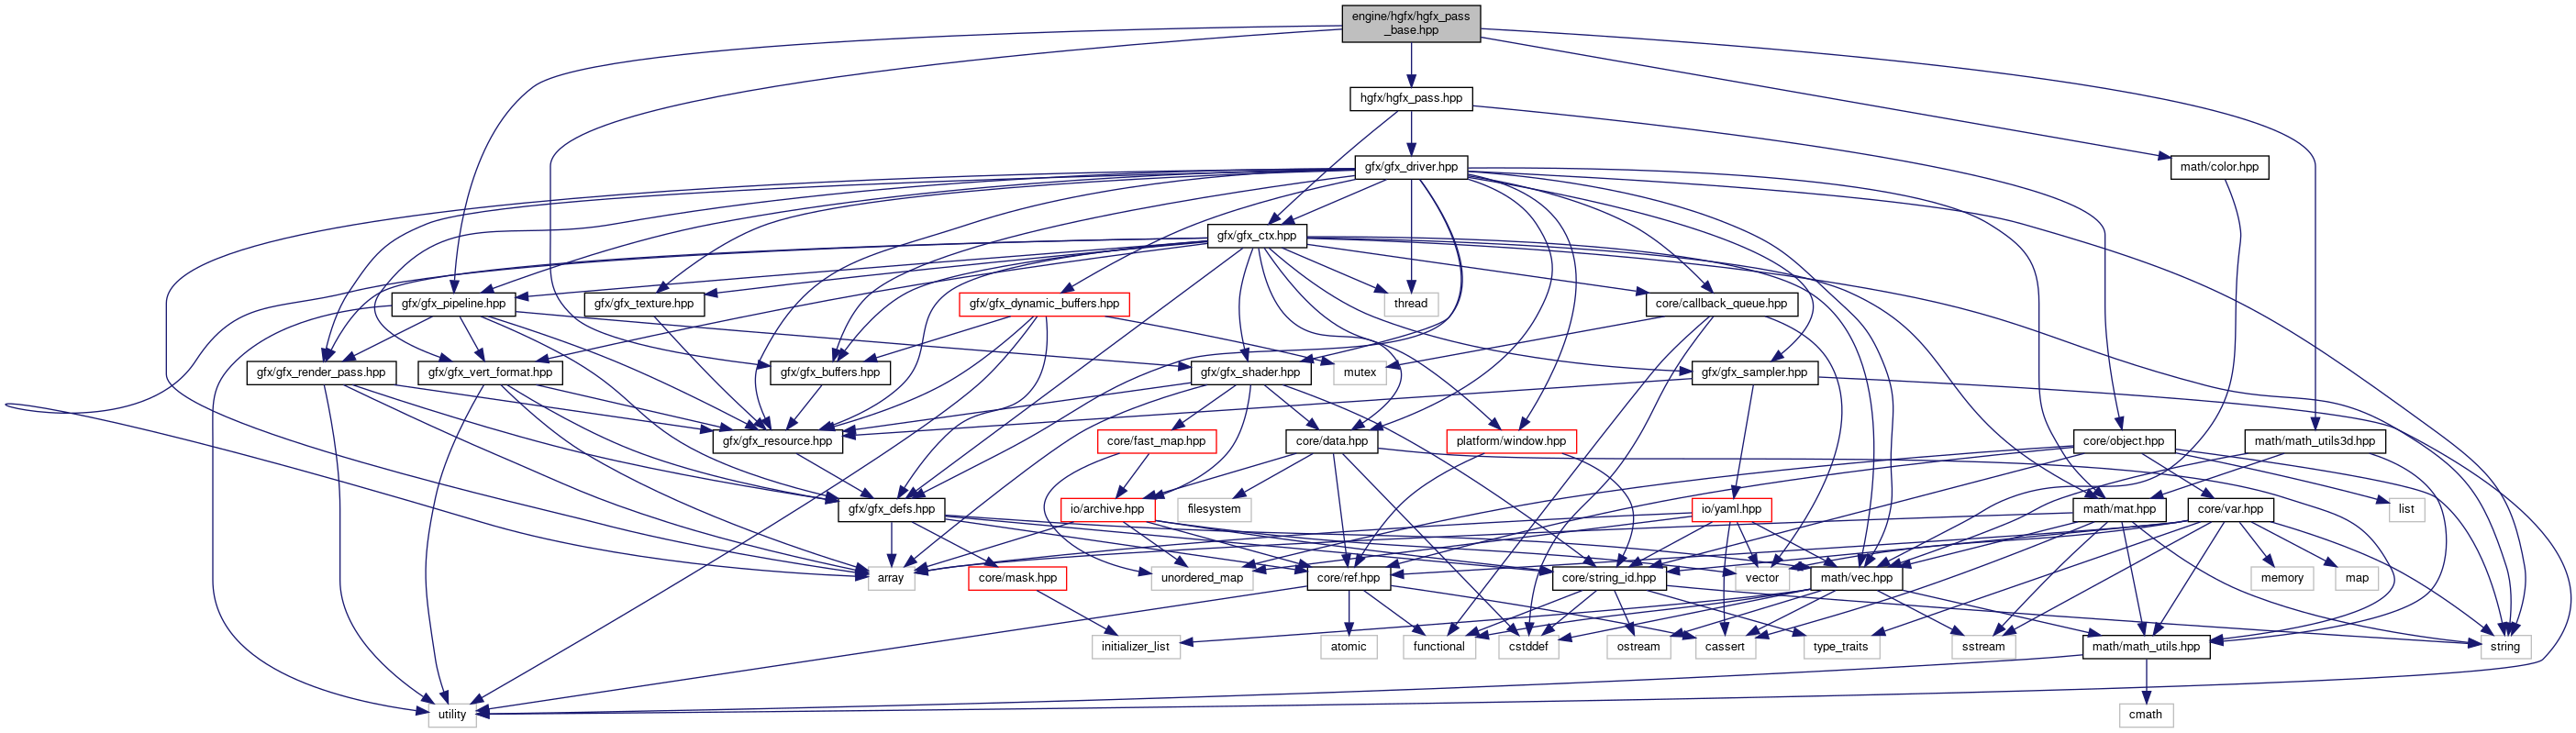 engine/hgfx/hgfx_pass
_base.hpp
hgfx/hgfx_pass.hpp
gfx/gfx_driver.hpp
math/color.hpp
gfx/gfx_ctx.hpp
gfx/gfx_pipeline.hpp
gfx/gfx_texture.hpp
gfx/gfx_dynamic_buffers.hpp
thread
core/callback_queue.hpp
gfx/gfx_render_pass.hpp
gfx/gfx_vert_format.hpp
gfx/gfx_buffers.hpp
gfx/gfx_shader.hpp
mutex
gfx/gfx_sampler.hpp
gfx/gfx_resource.hpp
core/fast_map.hpp
core/data.hpp
platform/window.hpp
core/object.hpp
math/math_utils3d.hpp
gfx/gfx_defs.hpp
io/archive.hpp
filesystem
io/yaml.hpp
math/mat.hpp
core/var.hpp
list
array
core/mask.hpp
unordered_map
core/ref.hpp
core/string_id.hpp
vector
math/vec.hpp
memory
map
initializer_list
atomic
functional
cstddef
ostream
cassert
type_traits
sstream
math/math_utils.hpp
string
utility
cmath